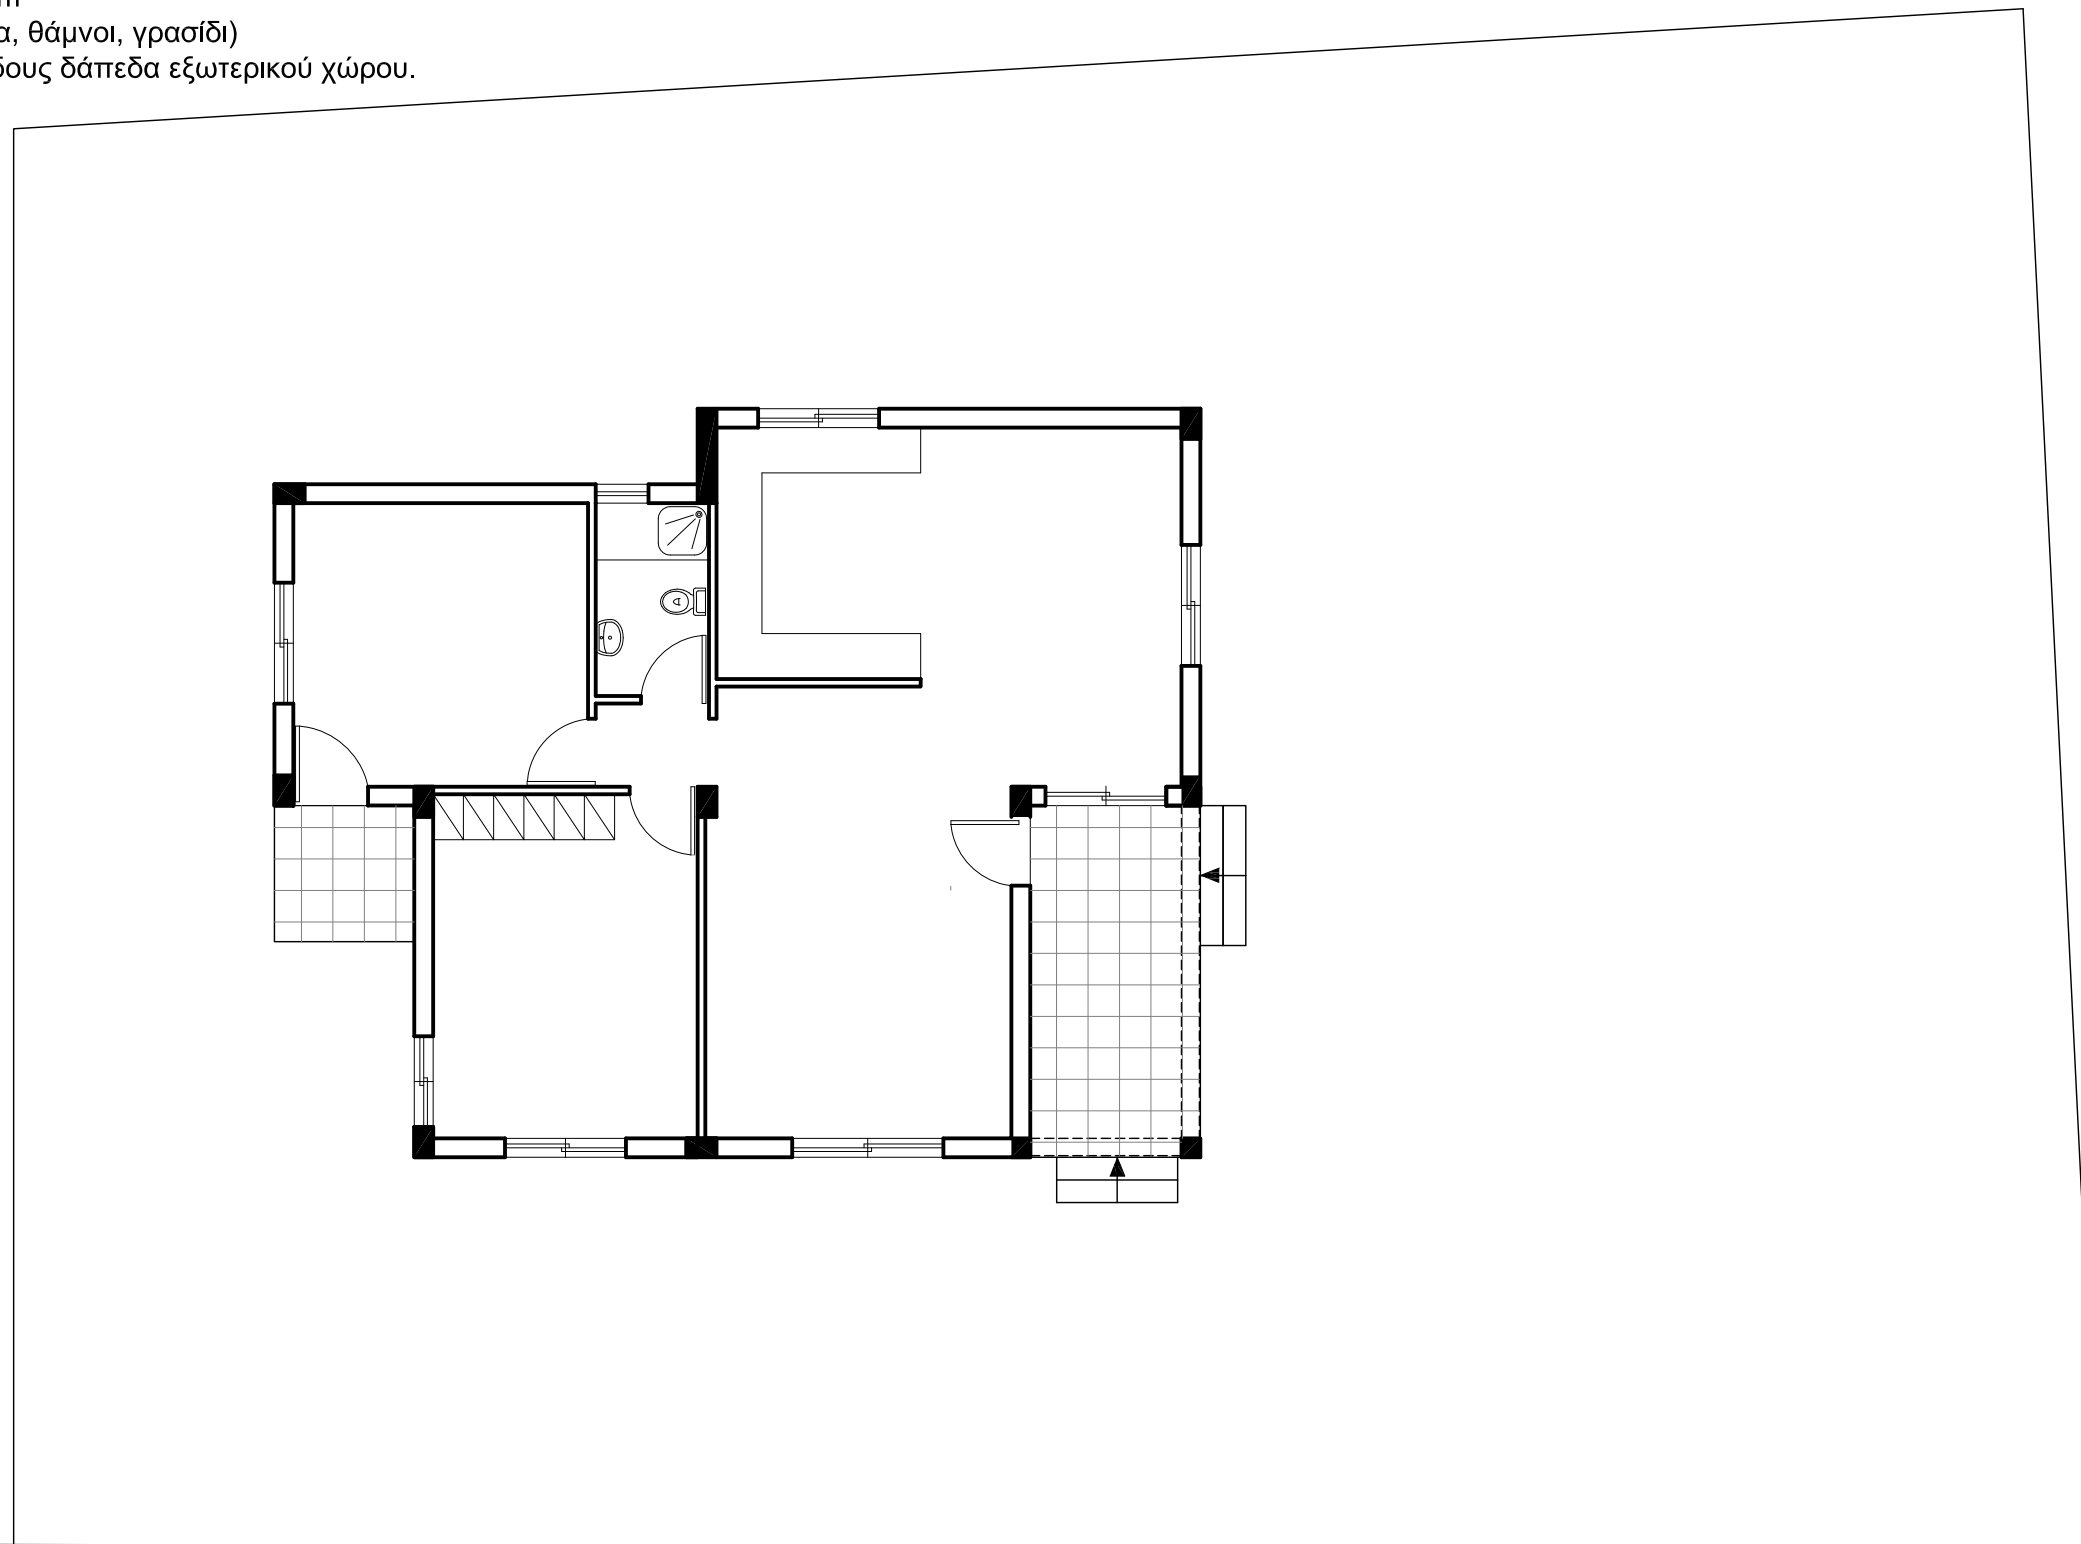 α, θάμνοι, γρασίδι)
δους δάπεδα εξωτερικού χώρου.